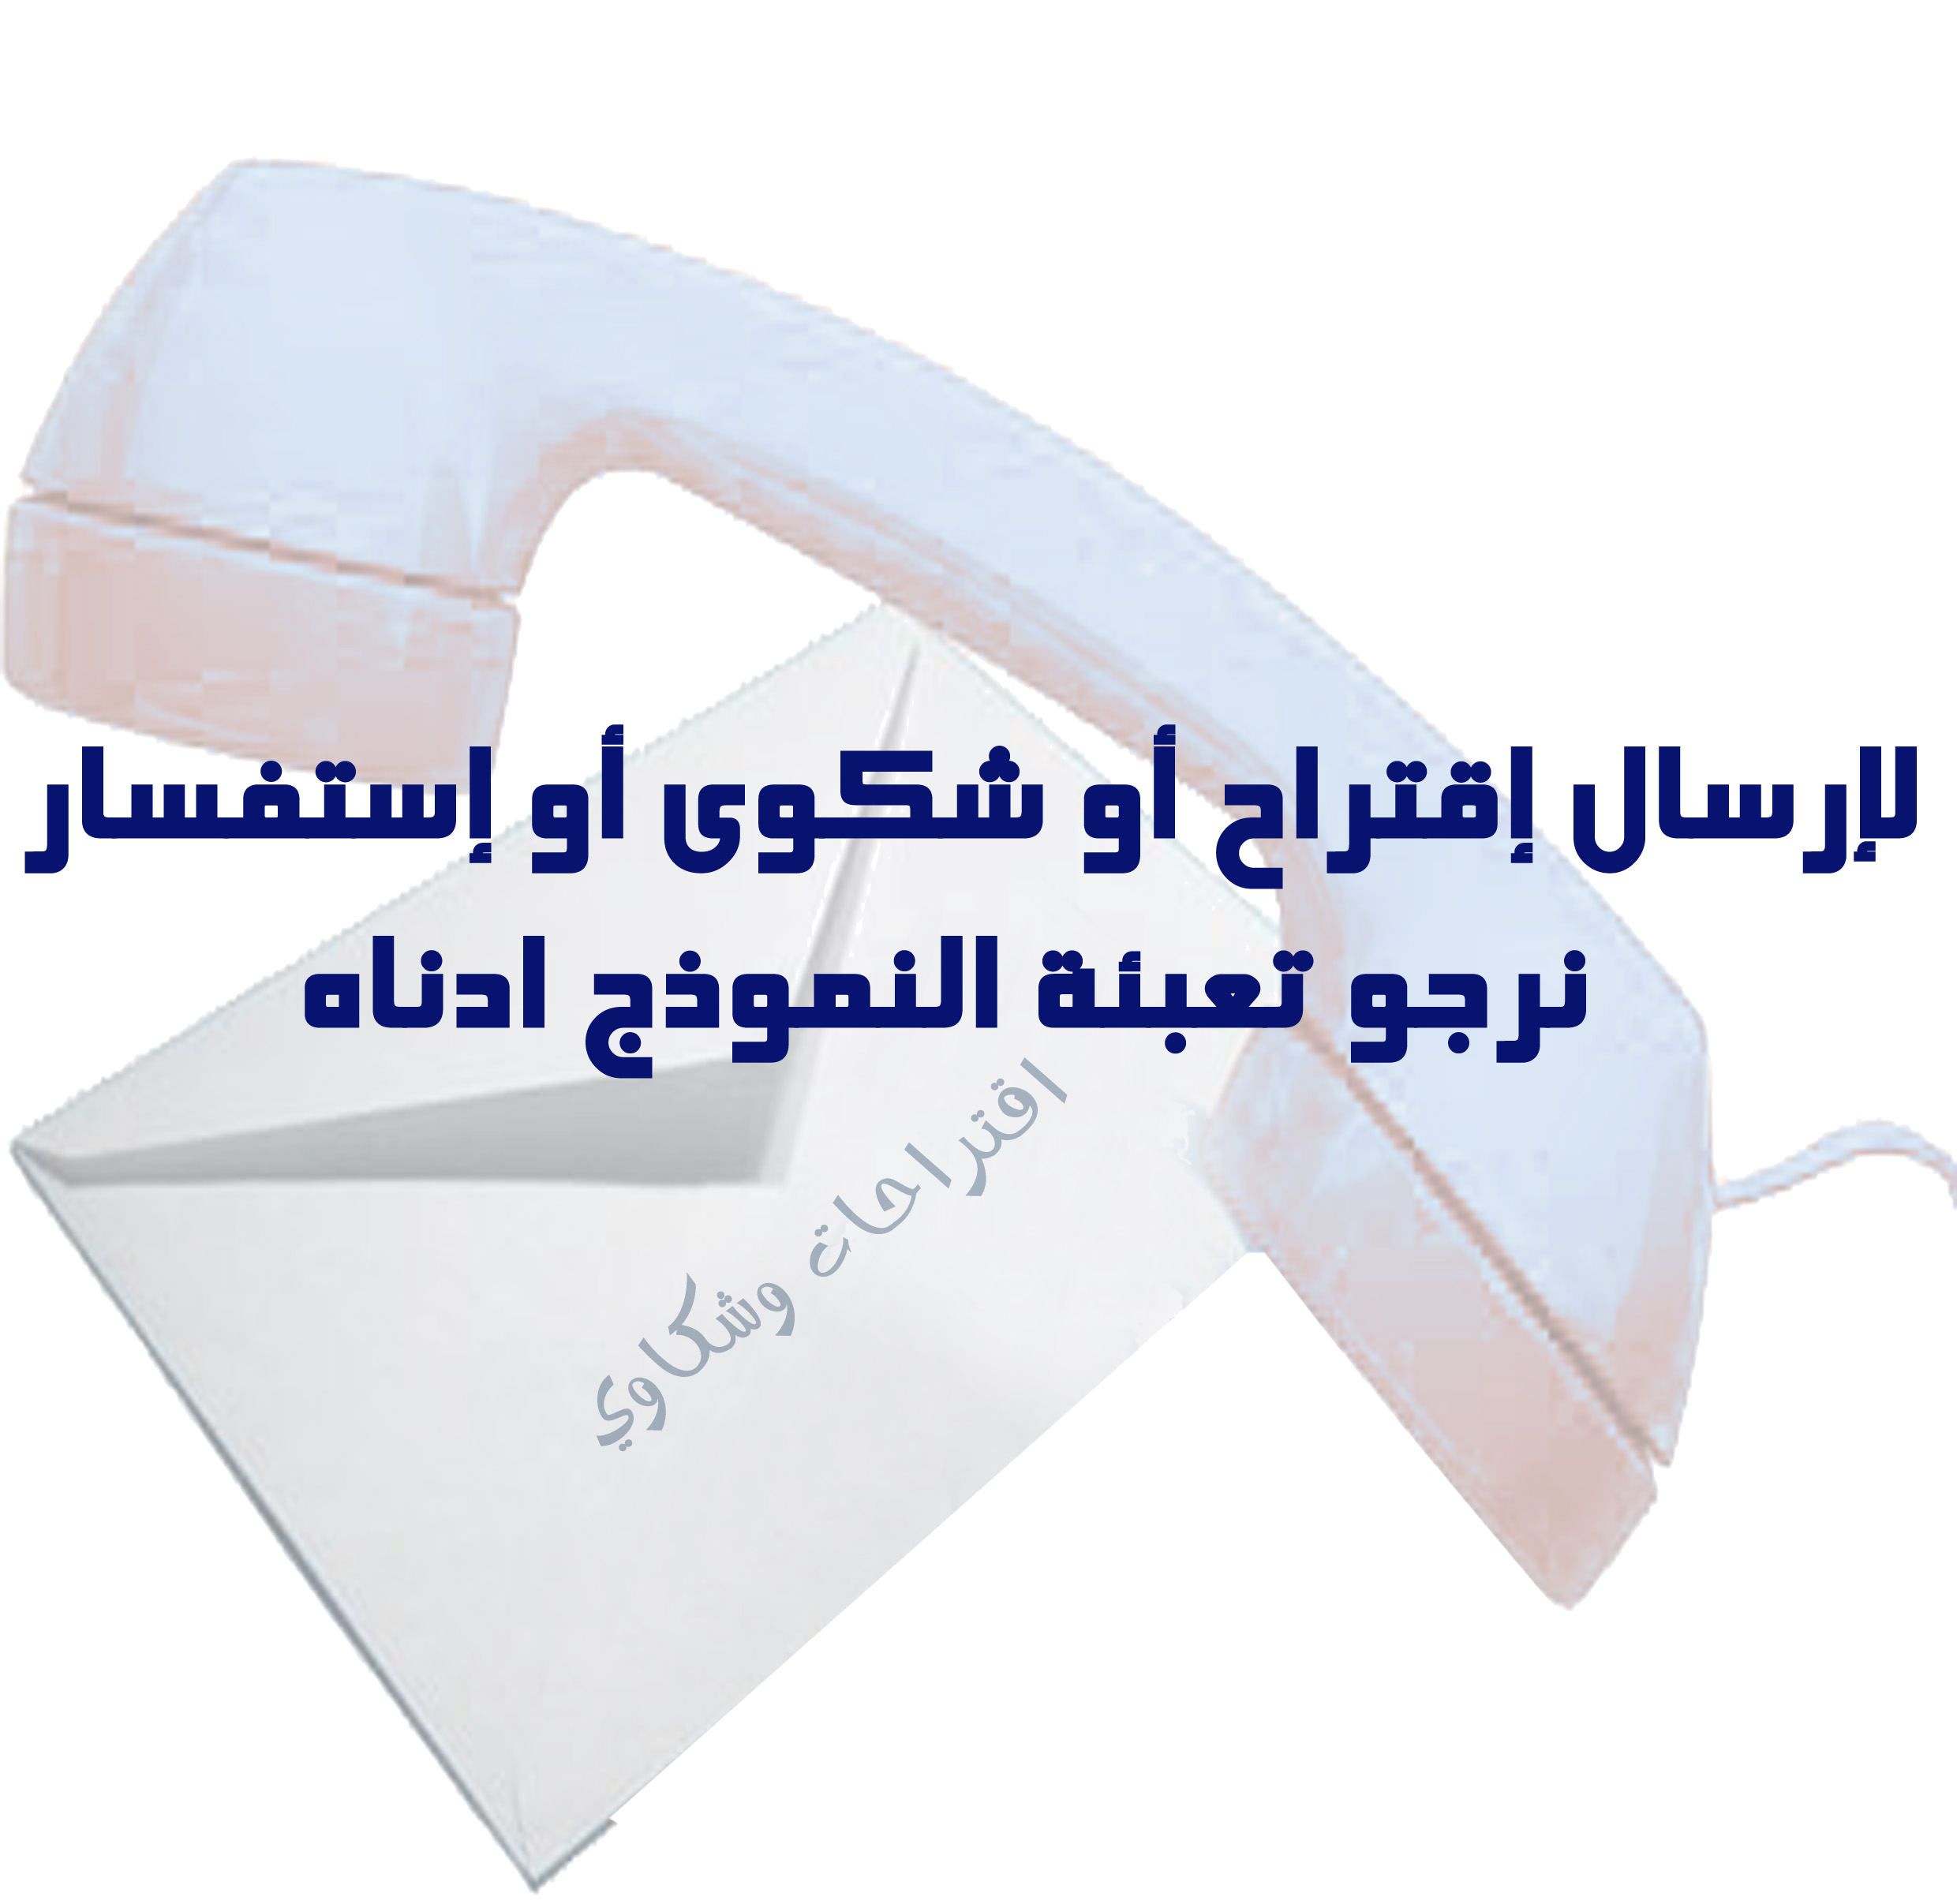 لإرسال إقتراح أو شكوى أو إستفسار
نرجو تعبئة النموذج ادناه
اقتراحات وشكاوي